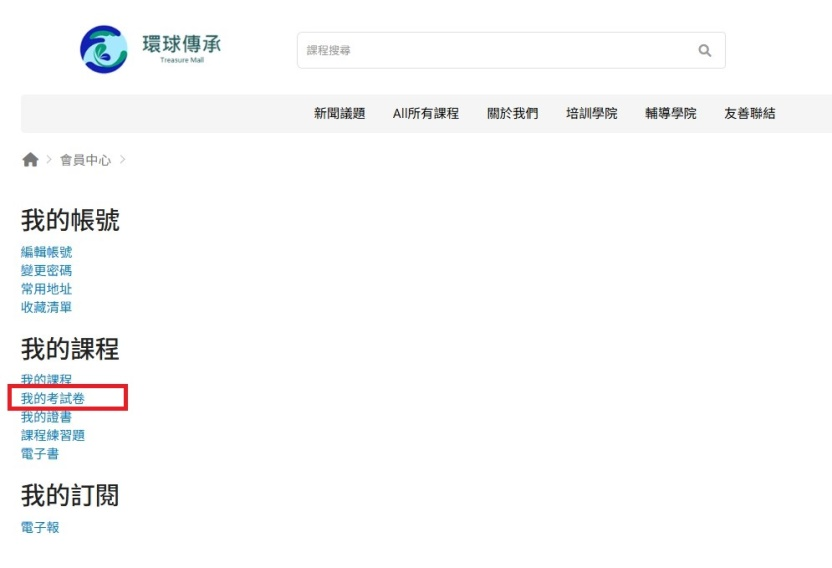 環球傳承
Treasure Mall
課程搜尋
新聞議題 All所有課程 關於我們 培訓學院 輔導學院 友善聯結
會員中心
我的帳號
編輯帳號
變更密碼
常用地址
收藏清單
我的課程
我的課程
我的考試卷
我的證書
課程練習題
電子書
我的訂閱
電子報